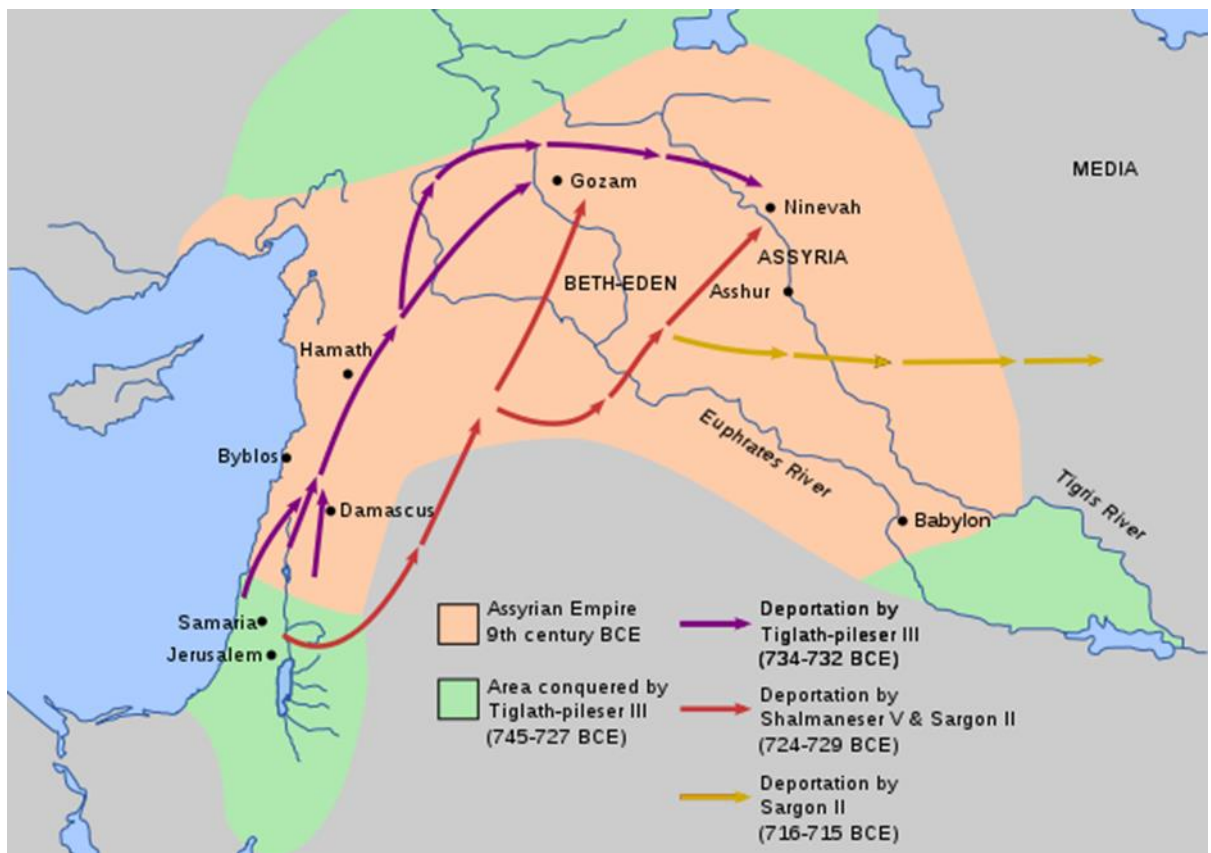 MEDIA
Gozam
Ninevah
ASSYRIA
BETH-EDEN
Asshur
Hamath
Euphrates River
Byblos
Tigris River
Damascus
Babylon
Samaria
Jerusalem
Assyrian Empire
9th century BCE
Area conquered by
Tiglath-pileser III
(745-727 BCE)
Deportation by
Tiglath-pileser III
(734-732 BCE)
Deportation by
Shalmaneser V & Sargon II
(724-729 BCE)
Deportation by
Sargon II
(716-715 BCE)